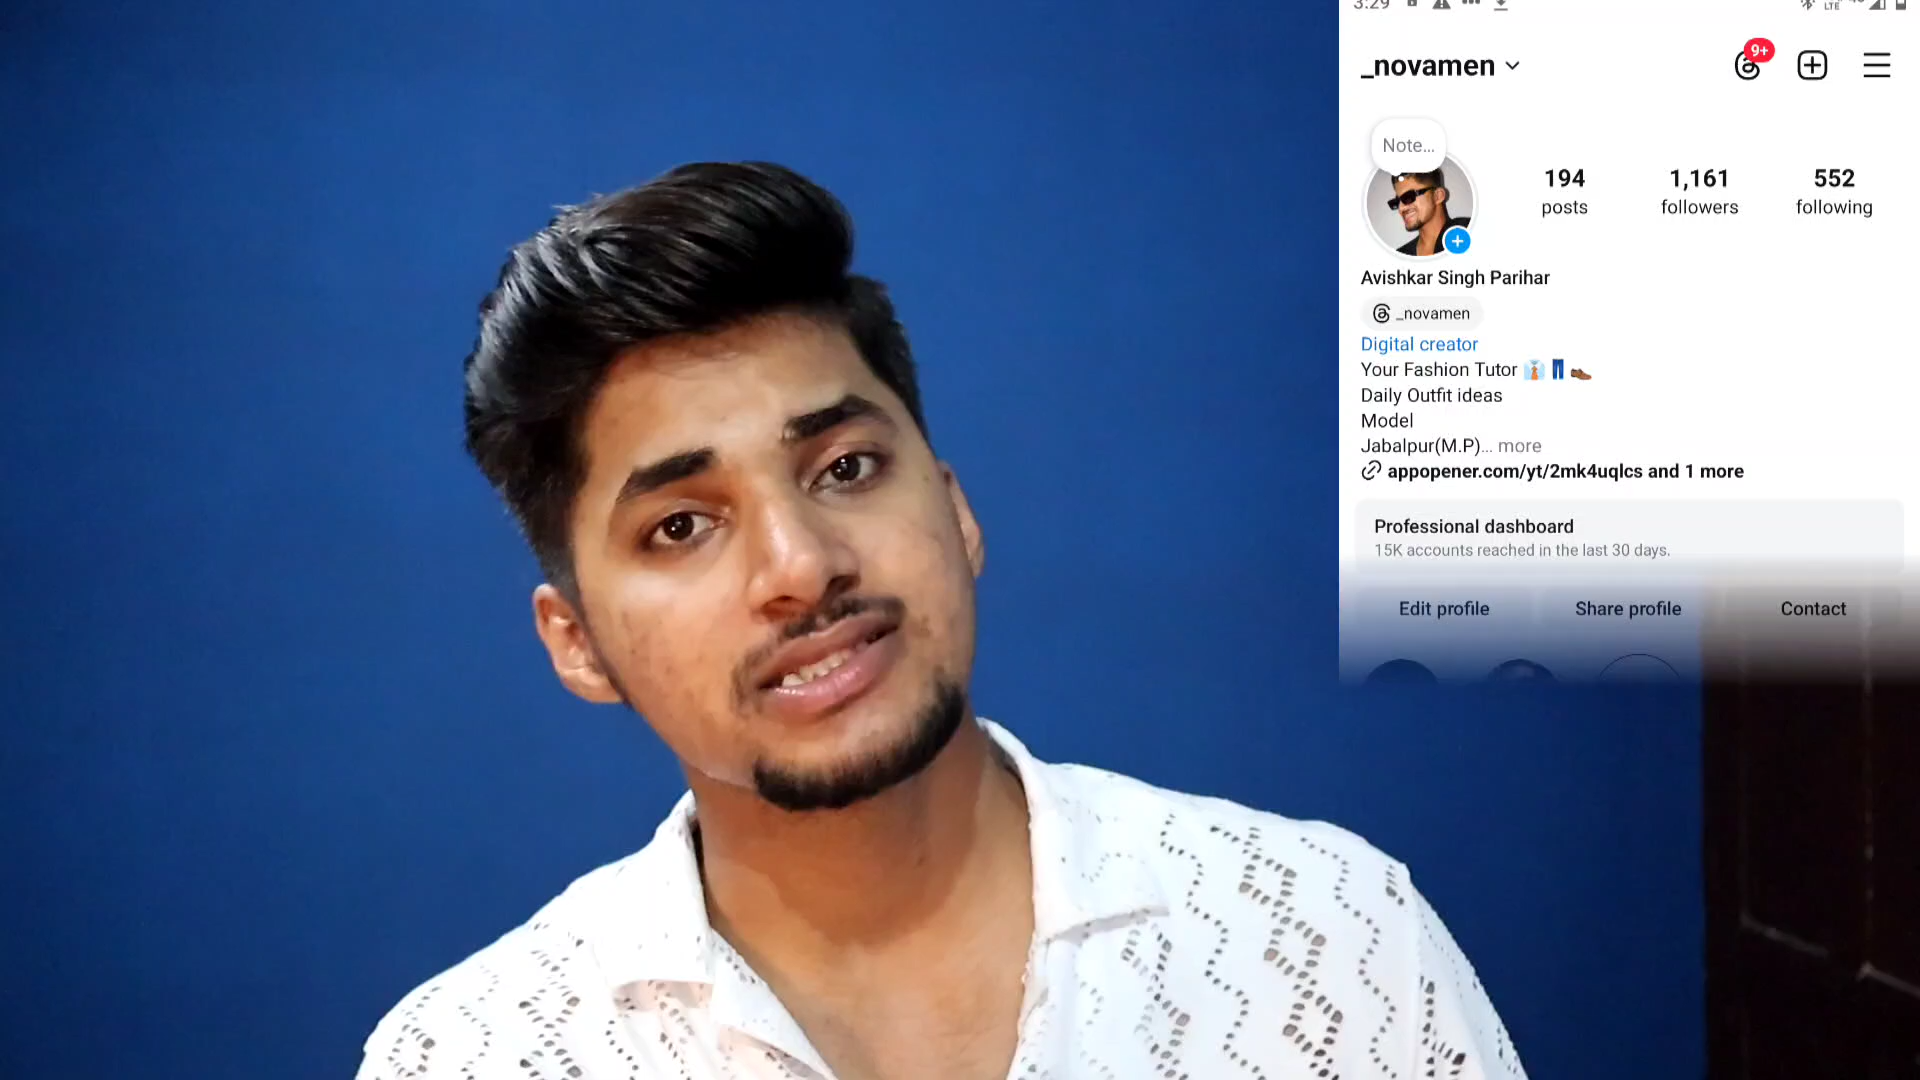 3:29
LTE 4G
_novamen
9+
Note...
194 1,161 552
posts followers following
Avishkar Singh Parihar
_novamen
Digital creator
Your Fashion Tutor 👔👖👞
Daily Outfit ideas
Model
Jabalpur(M.P)... more
appopener.com/yt/2mk4uqlcs and 1 more
Professional dashboard
15K accounts reached in the last 30 days.
Edit profile Share profile Contact